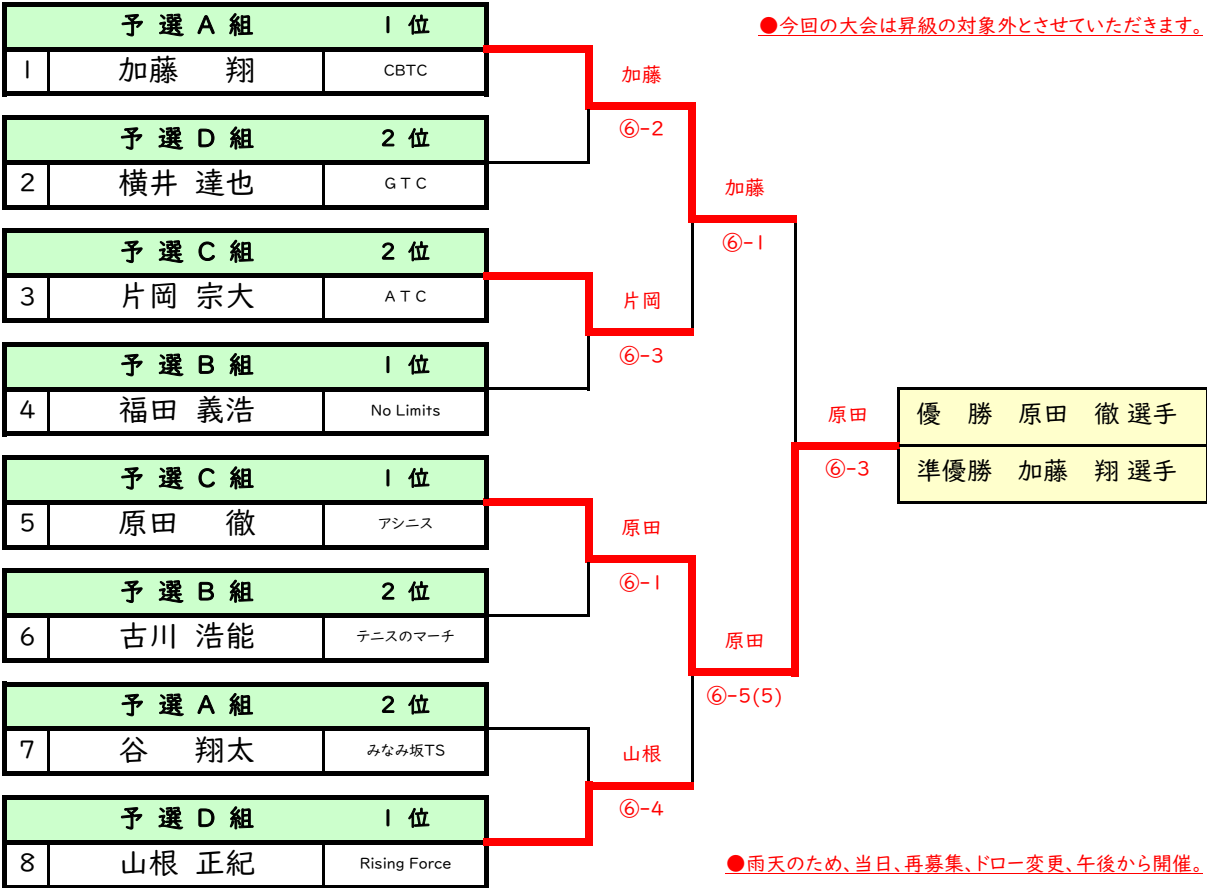 予選A組 1位
●今回の大会は昇級の対象外とさせていただきます。
1 加藤 翔 CBTC
加藤
⑥-2
予選D組 2位
2 横井 達也 GTC
加藤
⑥-1
予選C組 2位
3 片岡 宗大 ATC
片岡
⑥-3
予選B組 1位
4 福田 義浩 No Limits
原田
⑥-3
優 勝 原田 徹 選手
準優勝 加藤 翔 選手
予選C組 1位
5 原田 徹 アシニス
原田
⑥-1
予選B組 2位
6 古川 浩能 テニスのマーチ
原田
⑥-5(5)
予選A組 2位
7 谷 翔太 みなみ坂TS
山根
⑥-4
予選D組 1位
8 山根 正紀 Rising Force
●雨天のため、当日、再募集、ドロー変更、午後から開催。